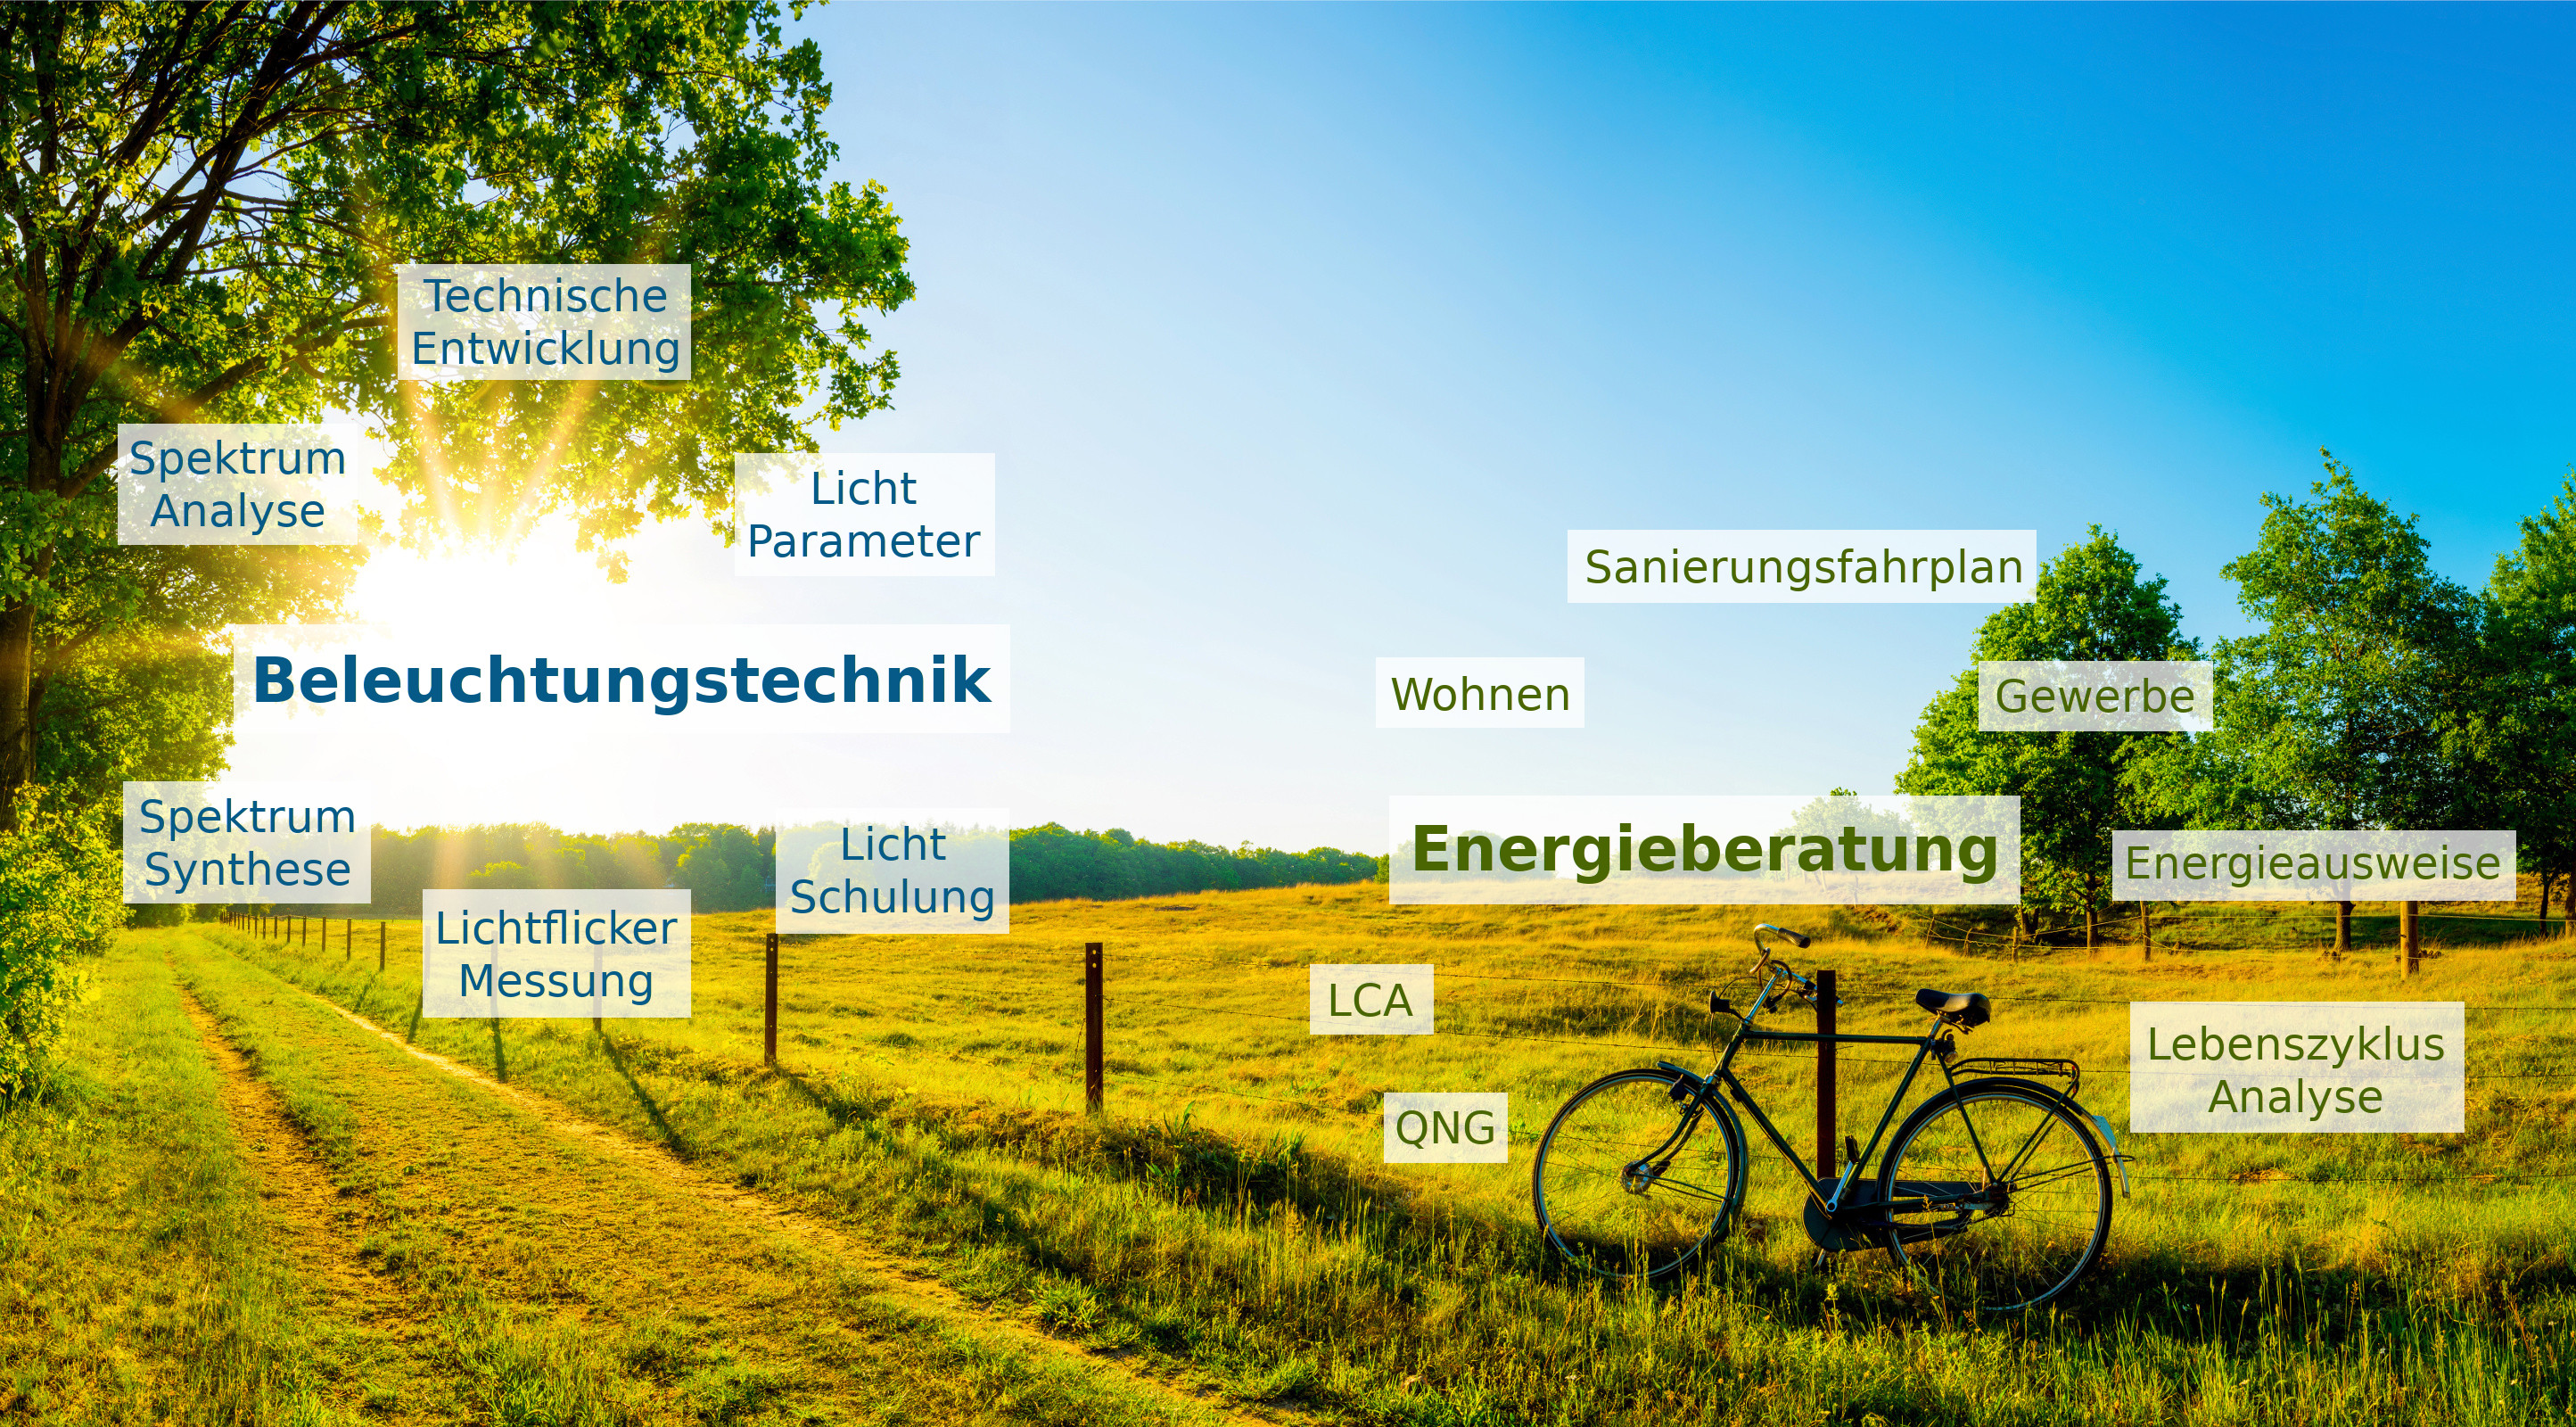 Technische
Entwicklung
Spektrum
Analyse
Licht
Parameter
Beleuchtungstechnik
Spektrum
Synthese
Licht
Schulung
Lichtflicker
Messung
Sanierungsfahrplan
Wohnen
Gewerbe
Energieberatung
Energieausweise
LCA
Lebenszyklus
Analyse
QNG